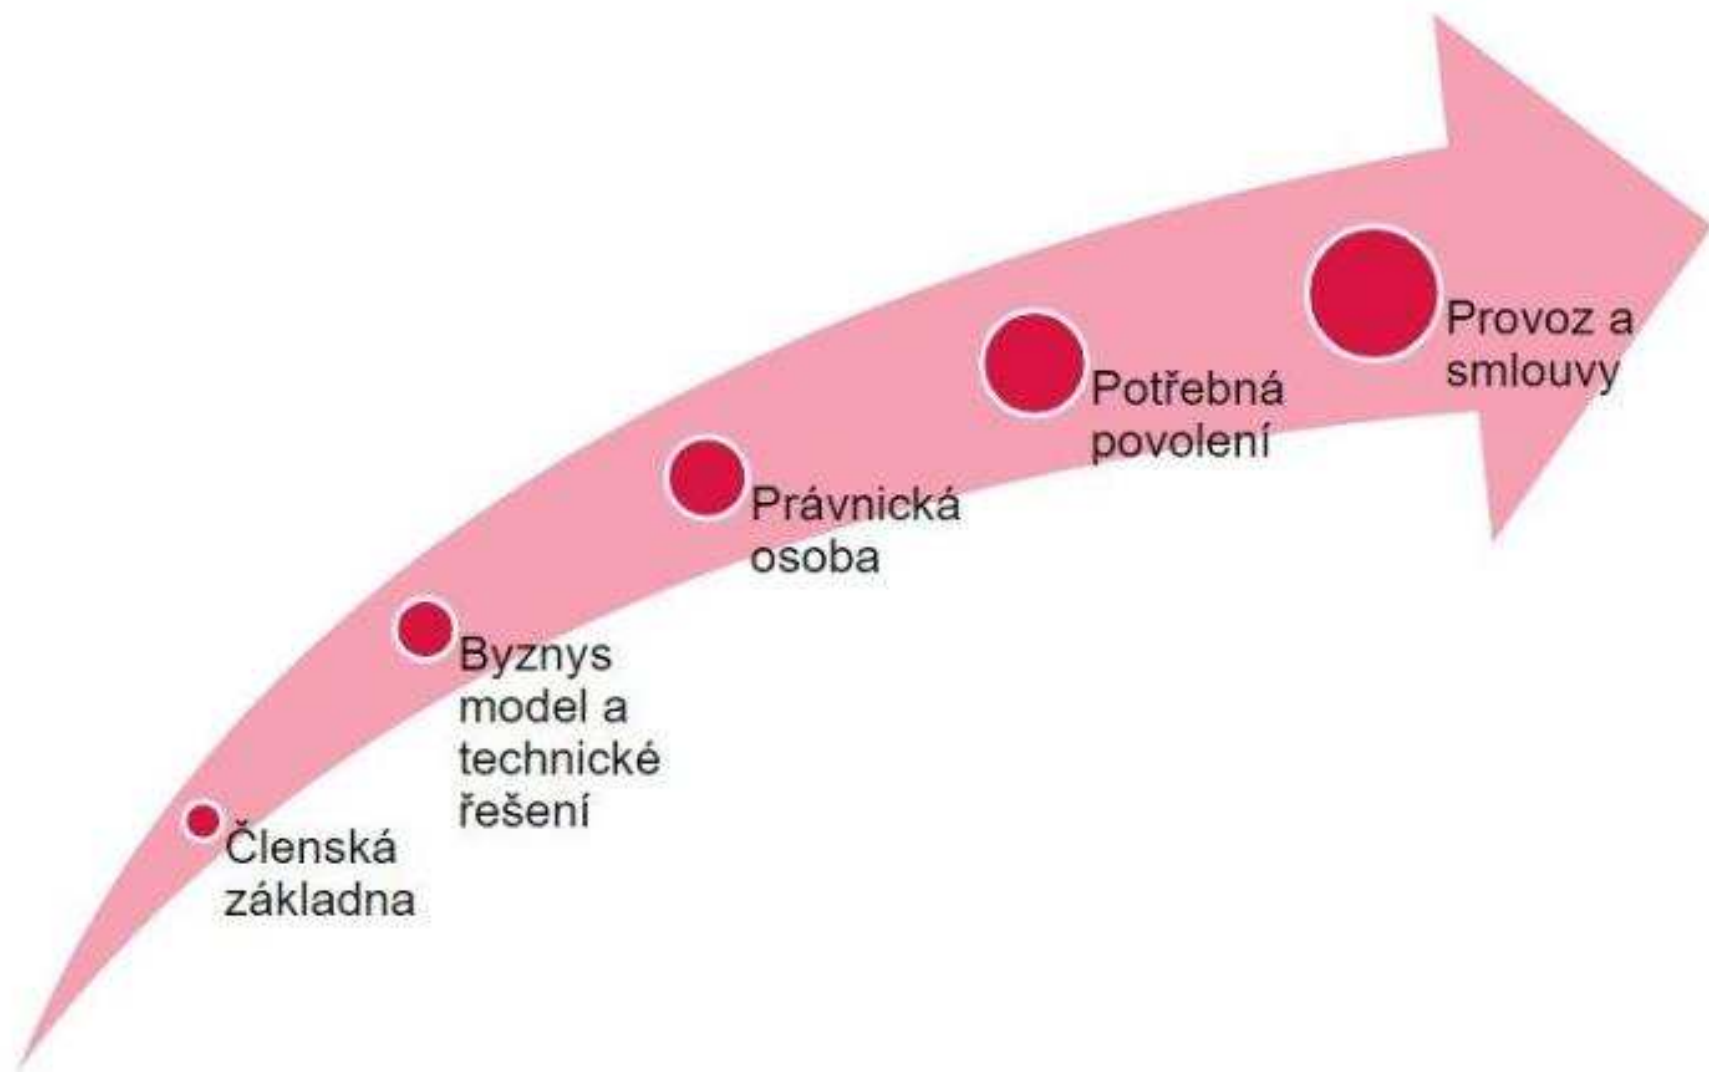 Členská
základna
Byznys
model a
technické
řešení
Právnická
osoba
Potřebná
povolení
Provoz a
smlouvy